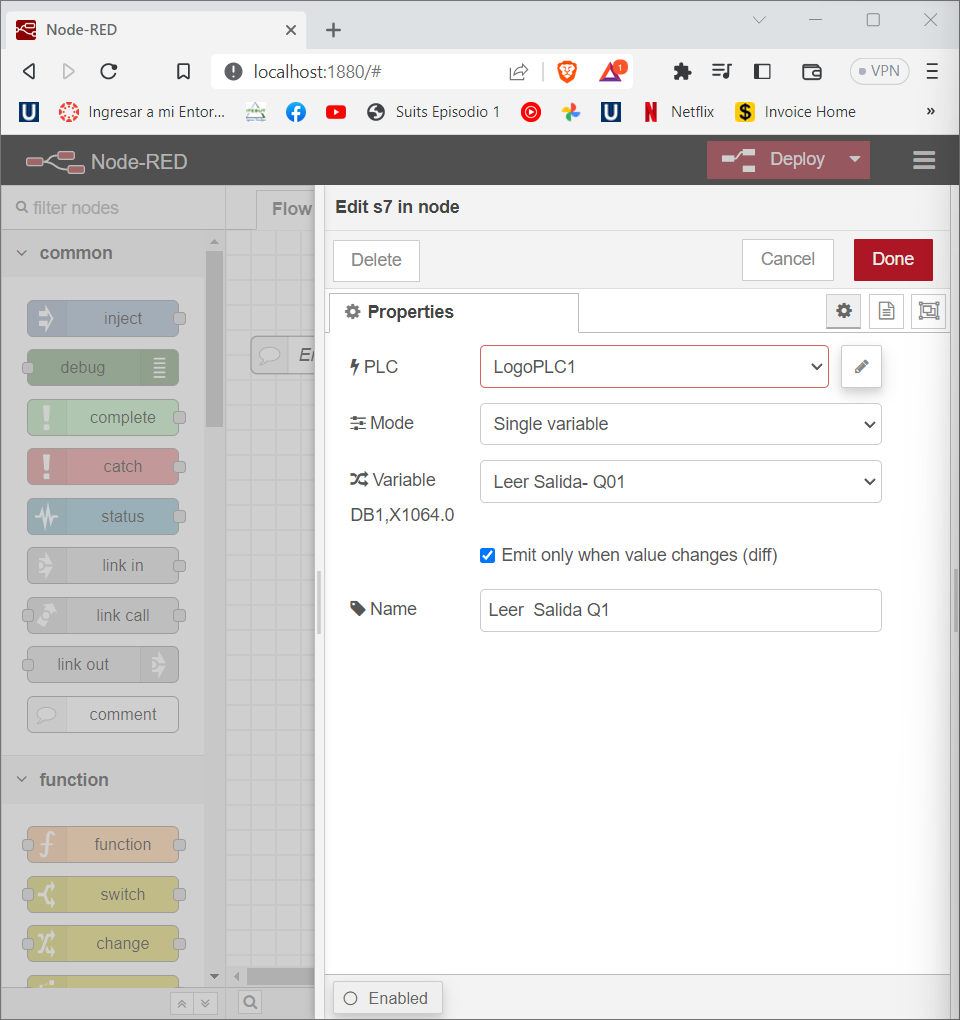 Node-RED
localhost:1880/#
1
VPN
Ingresar a mi Entor...
Suits Episodio 1
Netflix
Invoice Home
»
Node-RED
Deploy
filter nodes
Flow
Edit s7 in node
common
Delete
Cancel
Done
Properties
inject
debug
complete
catch
status
link in
link call
link out
comment
function
function
switch
change
PLC
LogoPLC1
Mode
Single variable
Variable
Leer Salida- Q01
DB1,X1064.0
Emit only when value changes (diff)
Name
Leer  Salida Q1
Enabled